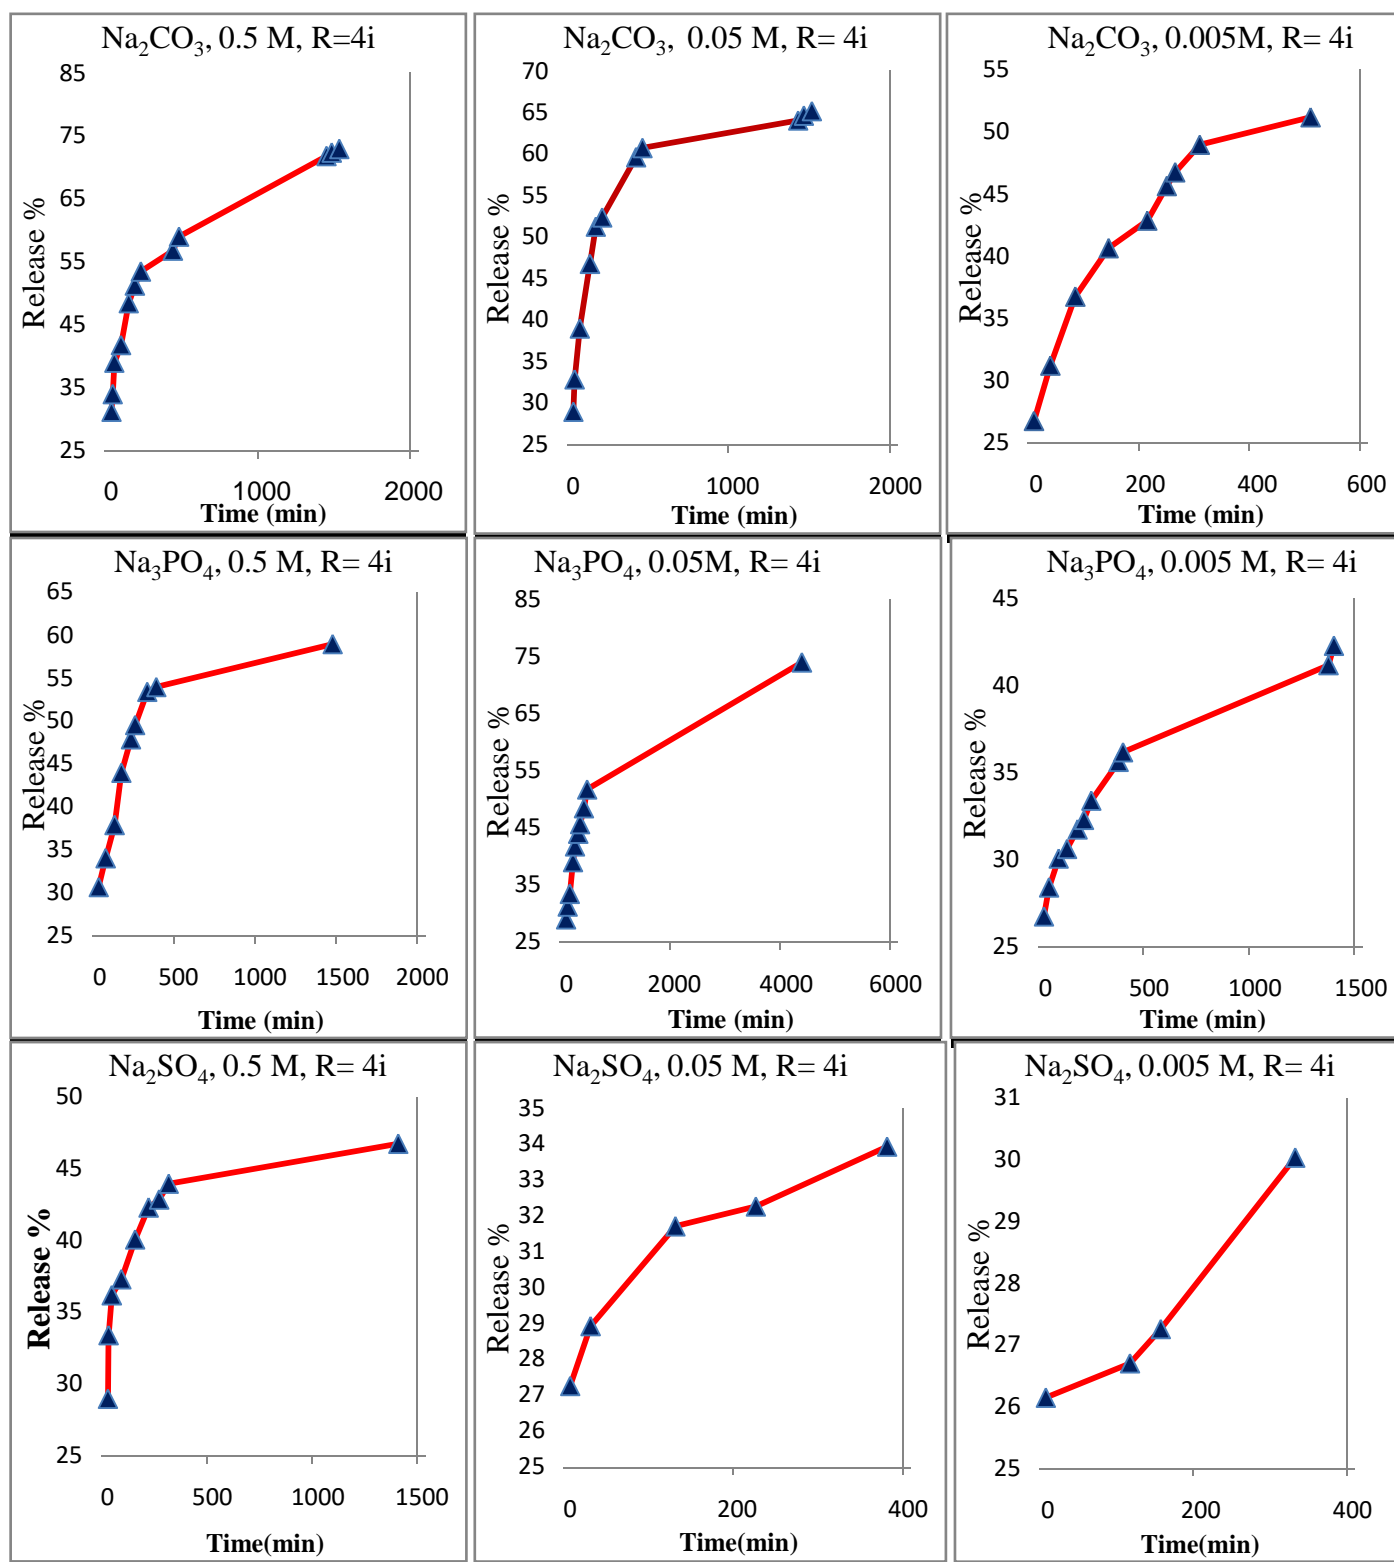 Na₂CO₃, 0.5 M, R=4i
85
75
65
55
45
35
25
Release %
0 1000 2000
Time (min)
Na₂CO₃, 0.05 M, R= 4i
70
65
60
55
50
45
40
35
30
25
Release %
0 1000 2000
Time (min)
Na₂CO₃, 0.005M, R= 4i
55
50
45
40
35
30
25
Release %
0 200 400 600
Time (min)
Na₃PO₄, 0.5 M, R= 4i
65
60
55
50
45
40
35
30
25
Release %
0 500 1000 1500 2000
Time (min)
Na₃PO₄, 0.05M, R= 4i
85
75
65
55
45
35
25
Release %
0 2000 4000 6000
Time (min)
Na₃PO₄, 0.005 M, R= 4i
45
40
35
30
25
Release %
0 500 1000 1500
Time (min)
Na₂SO₄, 0.5 M, R= 4i
50
45
40
35
30
25
Release %
0 500 1000 1500
Time(min)
Na₂SO₄, 0.05 M, R= 4i
35
34
33
32
31
30
29
28
27
26
25
Release %
0 200 400
Time(min)
Na₂SO₄, 0.005 M, R= 4i
31
30
29
28
27
26
25
Release %
0 200 400
Time(min)